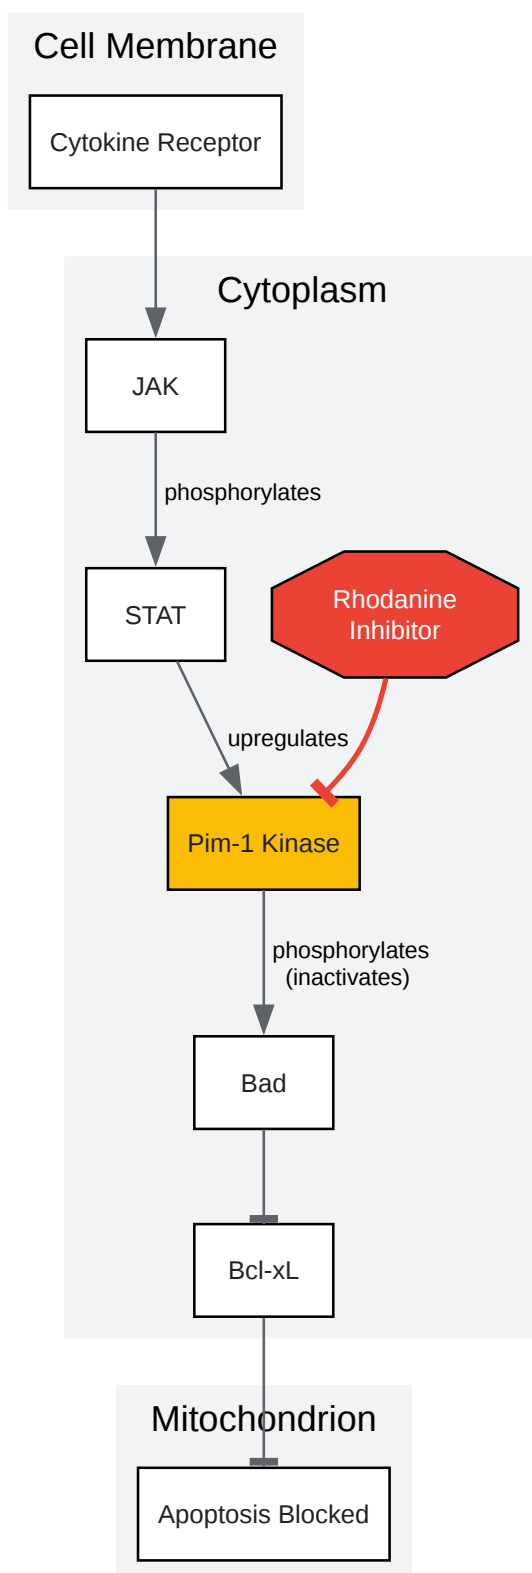 Cell Membrane
Cytokine Receptor
Cytoplasm
JAK
phosphorylates
STAT
Rhodanine
Inhibitor
upregulates
Pim-1 Kinase
phosphorylates
(inactivates)
Bad
Bcl-xL
Mitochondrion
Apoptosis Blocked